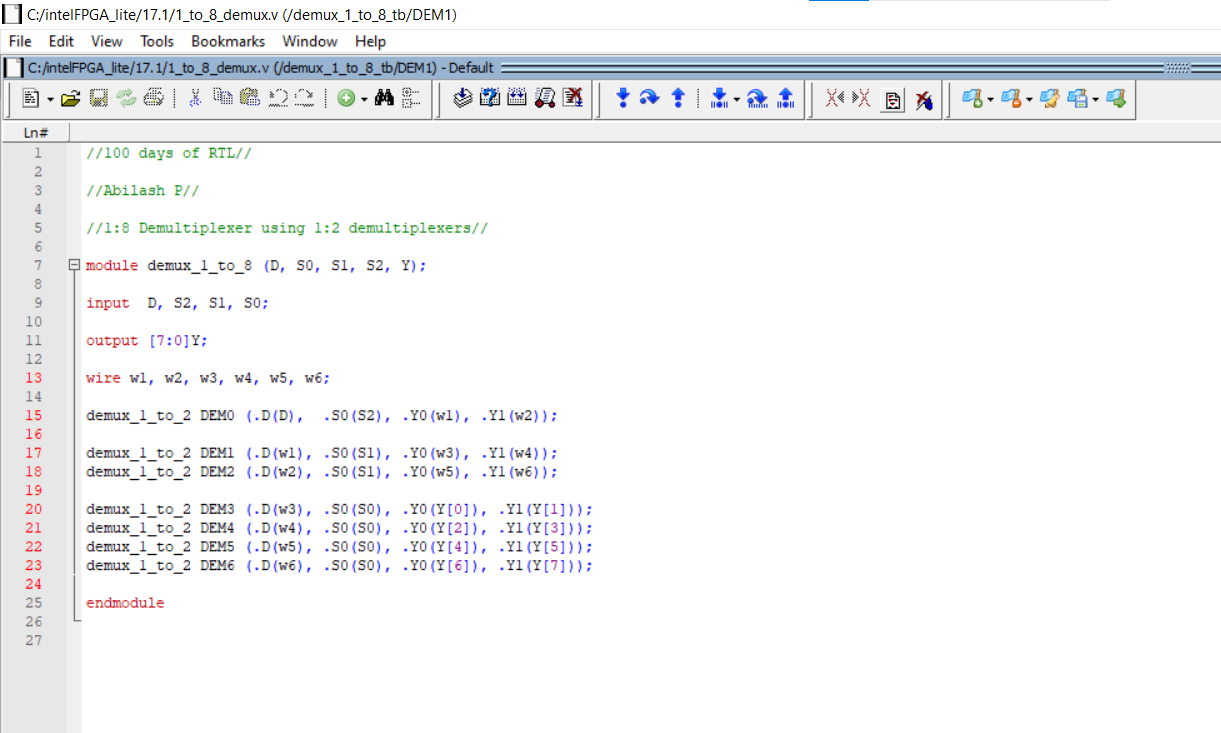 C:/intelFPGA_lite/17.1/1_to_8_demux.v (/demux_1_to_8_tb/DEM1)
File Edit View Tools Bookmarks Window Help
C:/intelFPGA_lite/17.1/1_to_8_demux.v (/demux_1_to_8_tb/DEM1) - Default
Ln#
1 //100 days of RTL//
2
3 //Abilash P//
4
5 //1:8 Demultiplexer using 1:2 demultiplexers//
6
7 module demux_1_to_8 (D, S0, S1, S2, Y);
8
9 input  D, S2, S1, S0;
10
11 output [7:0]Y;
12
13 wire w1, w2, w3, w4, w5, w6;
14
15 demux_1_to_2 DEM0 (.D(D),  .S0(S2), .Y0(w1), .Y1(w2));
16
17 demux_1_to_2 DEM1 (.D(w1), .S0(S1), .Y0(w3), .Y1(w4));
18 demux_1_to_2 DEM2 (.D(w2), .S0(S1), .Y0(w5), .Y1(w6));
19
20 demux_1_to_2 DEM3 (.D(w3), .S0(S0), .Y0(Y[0]), .Y1(Y[1]));
21 demux_1_to_2 DEM4 (.D(w4), .S0(S0), .Y0(Y[2]), .Y1(Y[3]));
22 demux_1_to_2 DEM5 (.D(w5), .S0(S0), .Y0(Y[4]), .Y1(Y[5]));
23 demux_1_to_2 DEM6 (.D(w6), .S0(S0), .Y0(Y[6]), .Y1(Y[7]));
24
25 endmodule
26
27